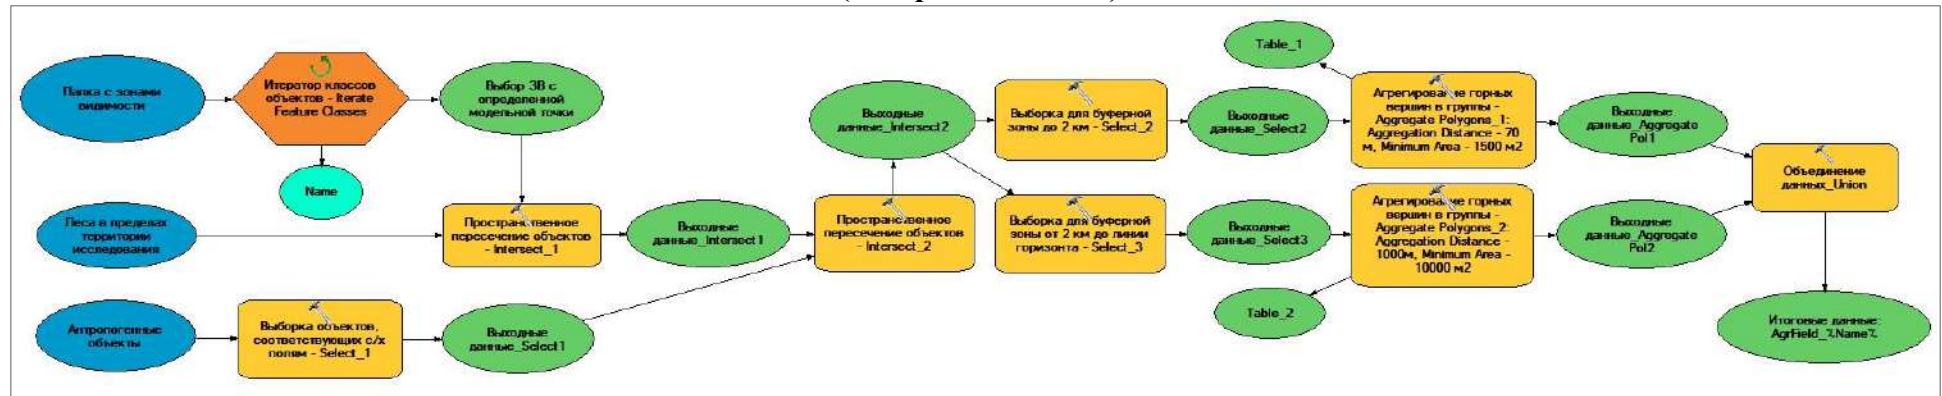 Папка с зонами
видимости
Итератор классов
объектов - Iterate
Feature Classes
Выбор ЗВ с
определенной
модельной точки
Name
Леса в пределах
территории
исследования
Пространственное
пересечение объектов
- Intersect_1
Выходные
данные_Intersect1
Антропогенные
объекты
Выборка объектов,
соответствующих с/х
полям - Select_1
Выходные
данные_Select1
Пространственное
пересечение объектов
- Intersect_2
Выходные
данные_Intersect2
Выборка для буферной
зоны до 2 км - Select_2
Выходные
данные_Select2
Table_1
Агрегирование горных
вершин в группы -
Aggregate Polygons_1:
Aggregation Distance - 70
м, Minimum Area - 1500 м2
Выходные
данные_Aggregate
Pol1
Выборка для буферной
зоны от 2 км до линии
горизонта - Select_3
Выходные
данные_Select3
Агрегирование горных
вершин в группы -
Aggregate Polygons_2:
Aggregation Distance -
1000м, Minimum Area -
10000 м2
Table_2
Выходные
данные_Aggregate
Pol2
Объединение
данных_Union
Итоговые данные:
AgrField_%Name%